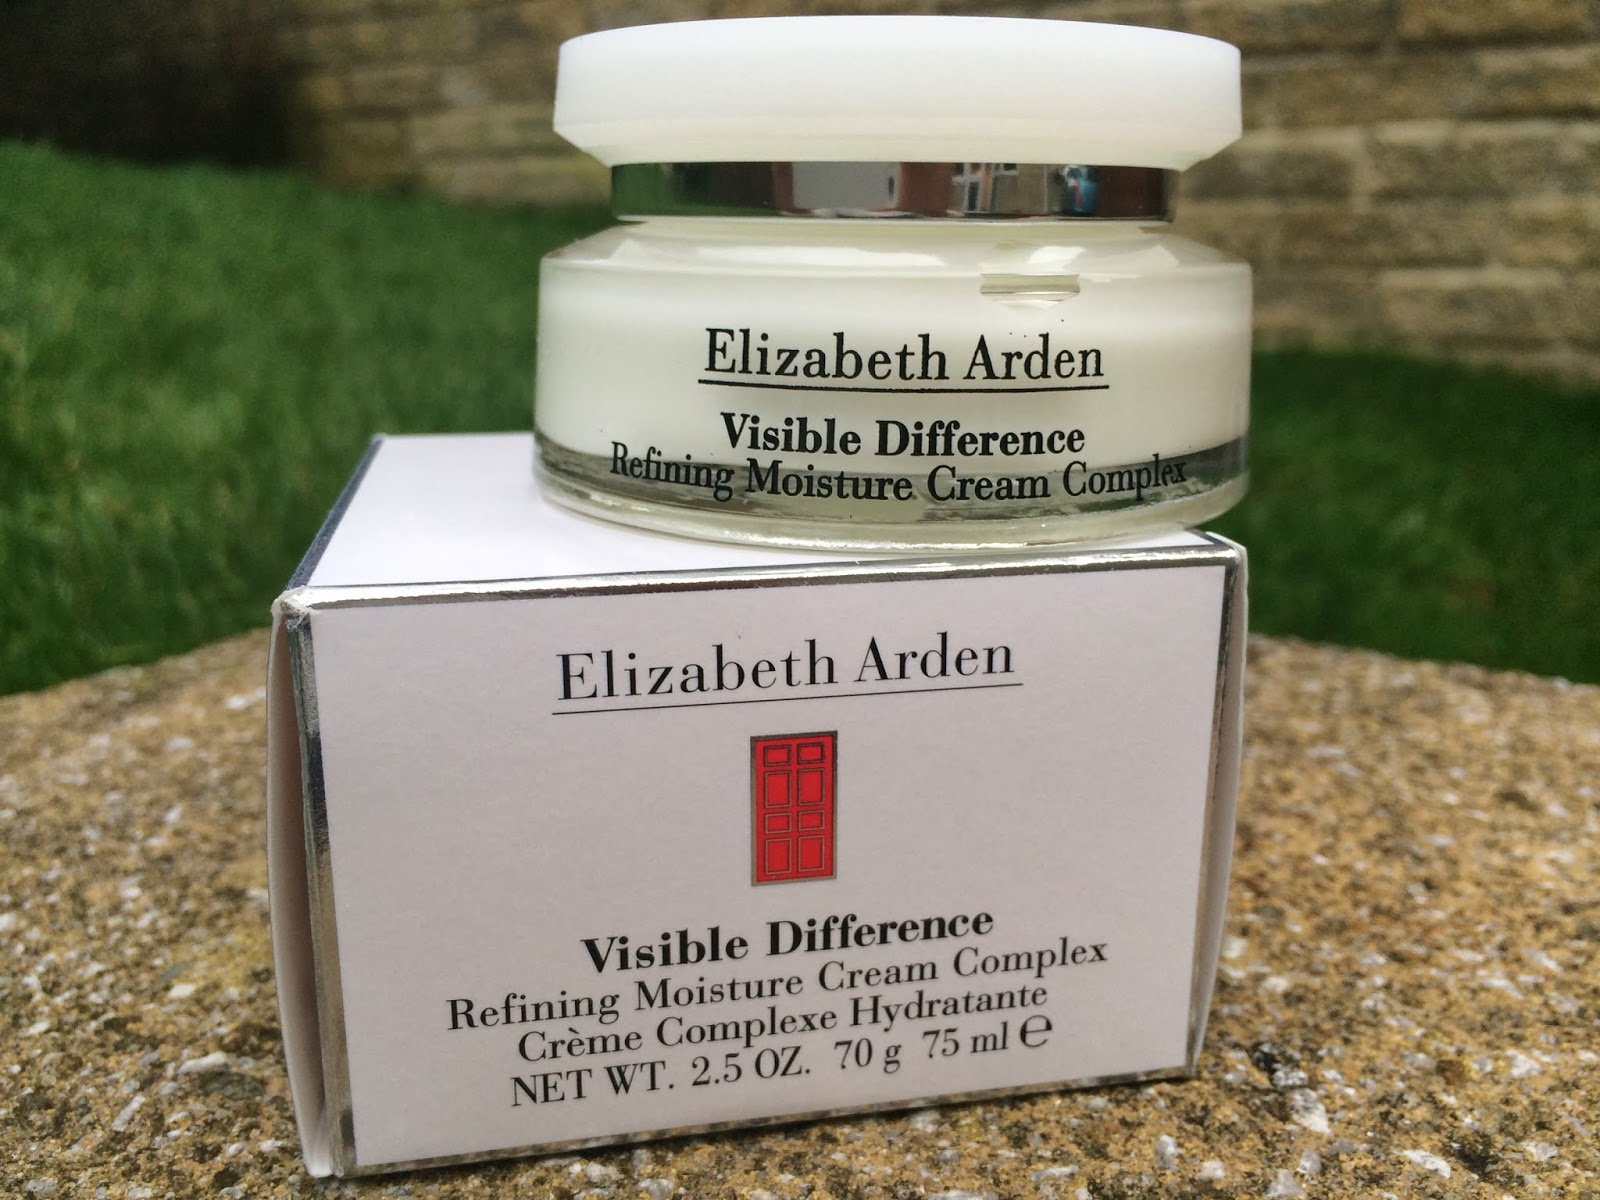 Elizabeth Arden
Visible Difference
Refining Moisture Cream Complex
Elizabeth Arden
Visible Difference
Refining Moisture Cream Complex
Crème Complexe Hydratante
NET WT. 2.5 OZ. 70 g 75 ml ℮